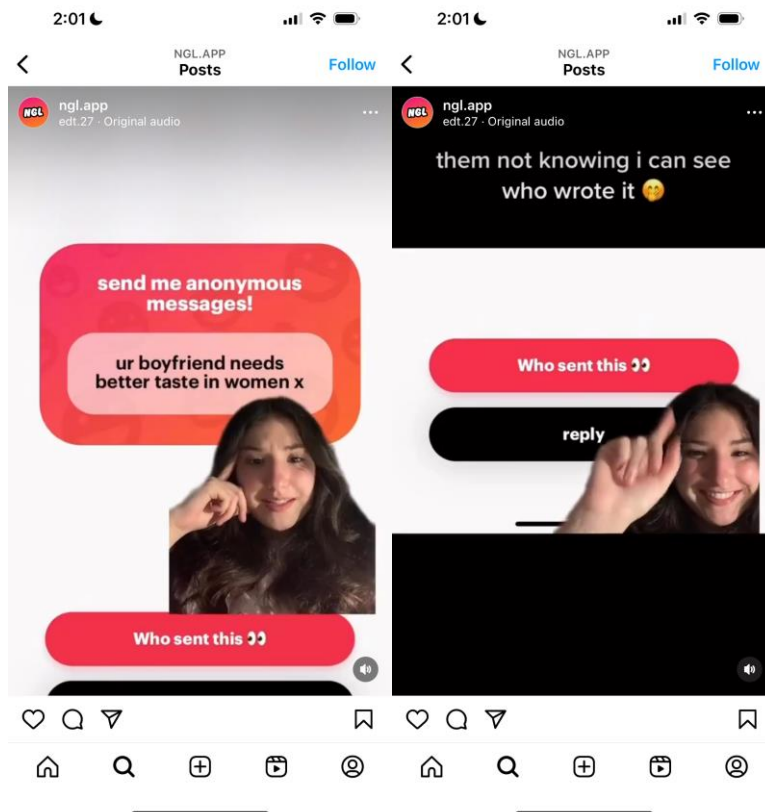 2:01
NGL.APP
Posts
Follow
NGL
ngl.app
edt.27 · Original audio
send me anonymous
messages!
ur boyfriend needs
better taste in women x
Who sent this 👀
2:01
NGL.APP
Posts
Follow
NGL
ngl.app
edt.27 · Original audio
them not knowing i can see
who wrote it 🤭
Who sent this 👀
reply